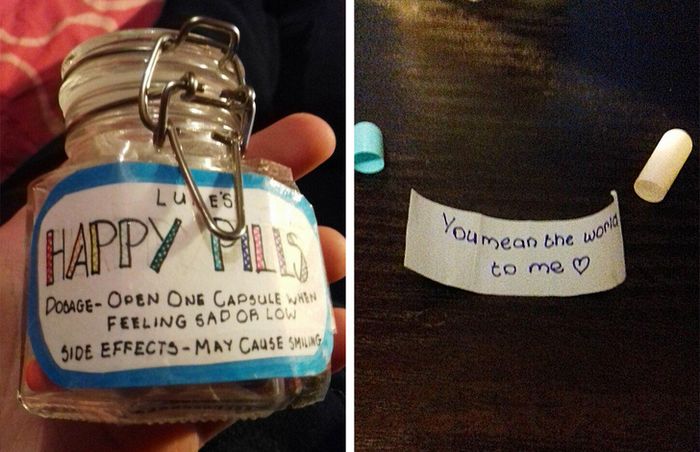 LUKE'S
HAPPY PILLS
DOSAGE- OPEN ONE CAPSULE WHEN
FEELING SAD OR LOW
SIDE EFFECTS - MAY CAUSE SMILING
You mean the world
to me ♡